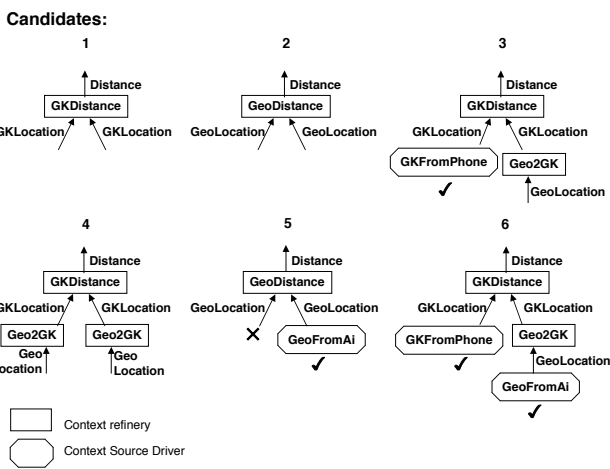 Candidates:
1 2 3
Distance Distance Distance
GKDistance GeoDistance GKDistance
GKLocation GKLocation GeoLocation GeoLocation GKLocation GKLocation
GKFromPhone Geo2GK
GeoLocation
4 5 6
Distance Distance Distance
GKDistance GeoDistance GKDistance
GKLocation GKLocation GeoLocation GeoLocation GKLocation GKLocation
Geo2GK Geo2GK GeoFromAi GKFromPhone Geo2GK
Geo Geo GeoLocation
ocation Location
GeoFromAi
Context refinery
Context Source Driver